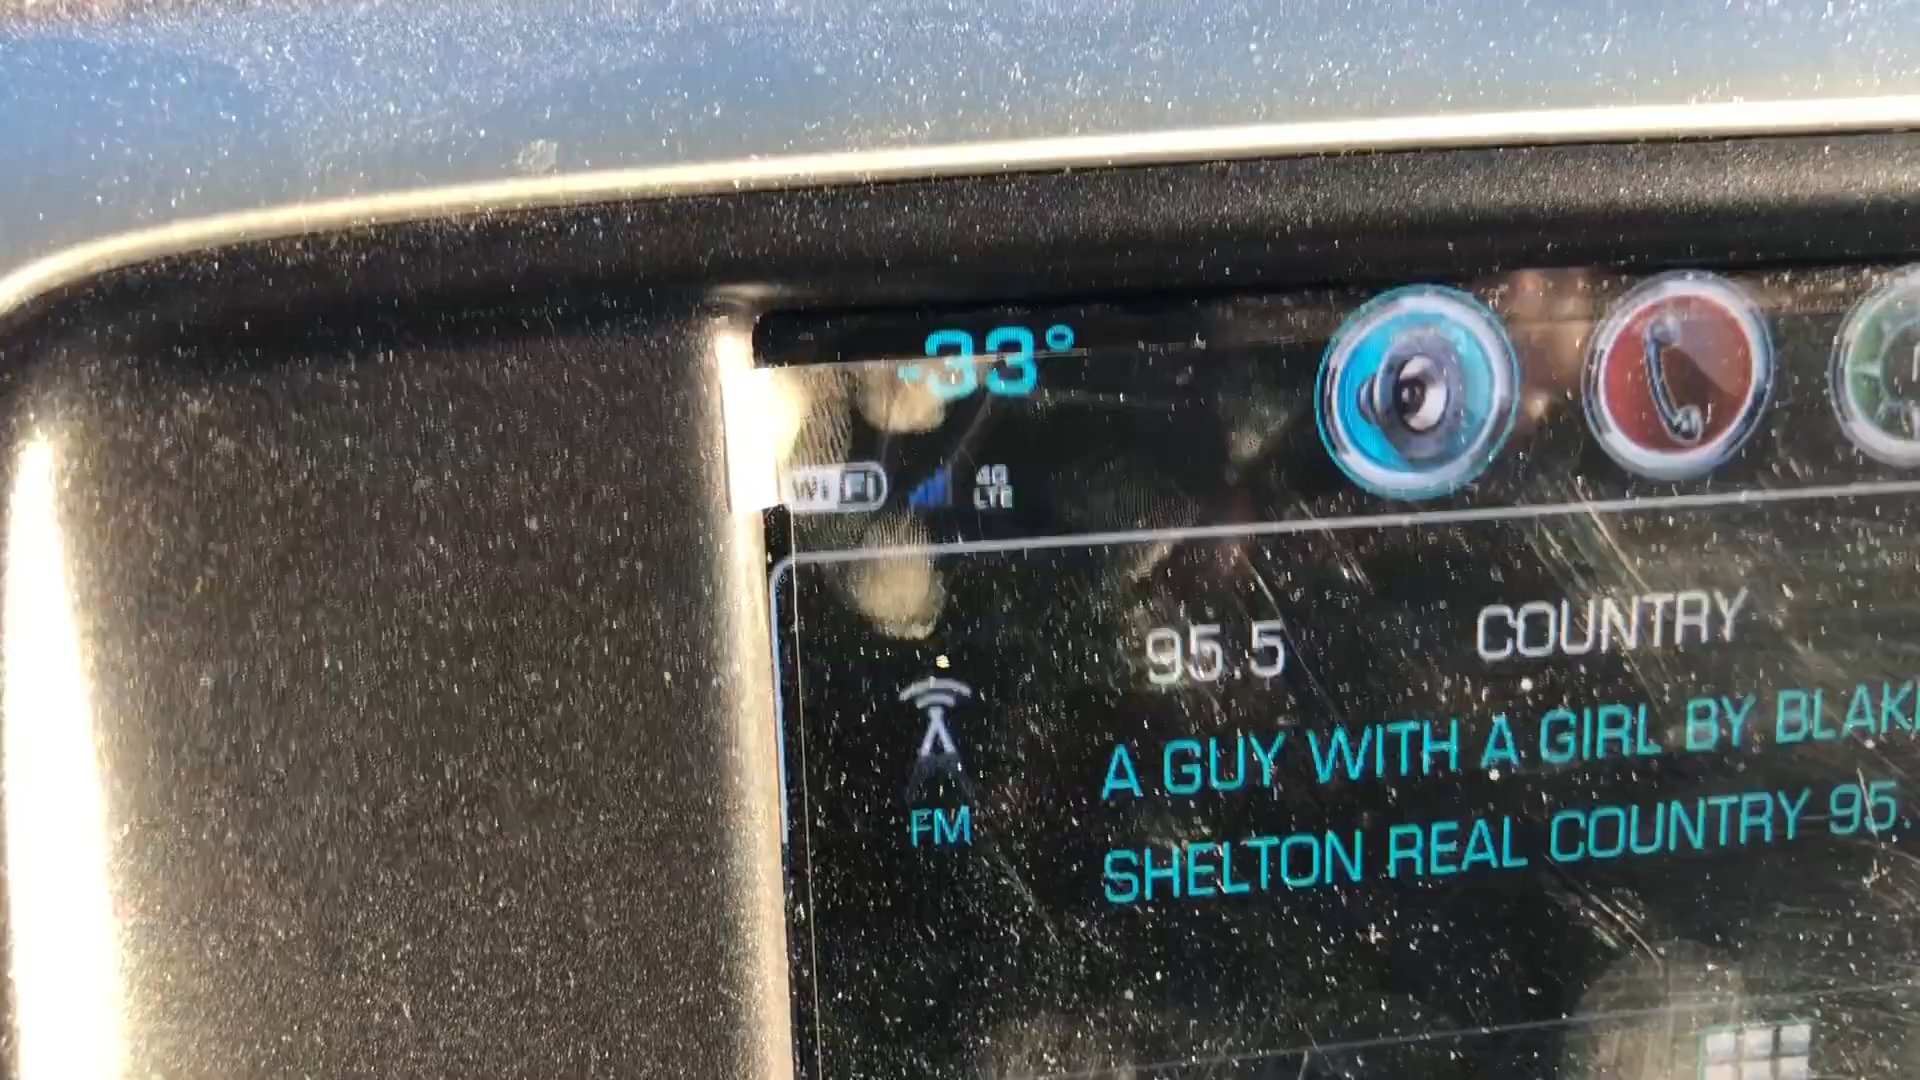 -33°
WiFi
4G
LTE
95.5 COUNTRY
A GUY WITH A GIRL BY BLAK
SHELTON REAL COUNTRY 95.
FM